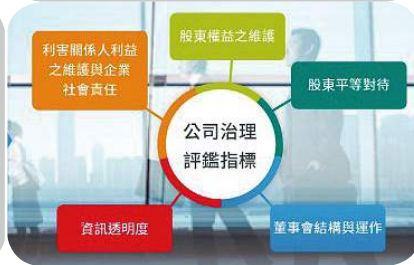 股東權益之維護
利害關係人利益
之維護與企業
社會責任
股東平等對待
公司治理
評鑑指標
資訊透明度
董事會結構與運作